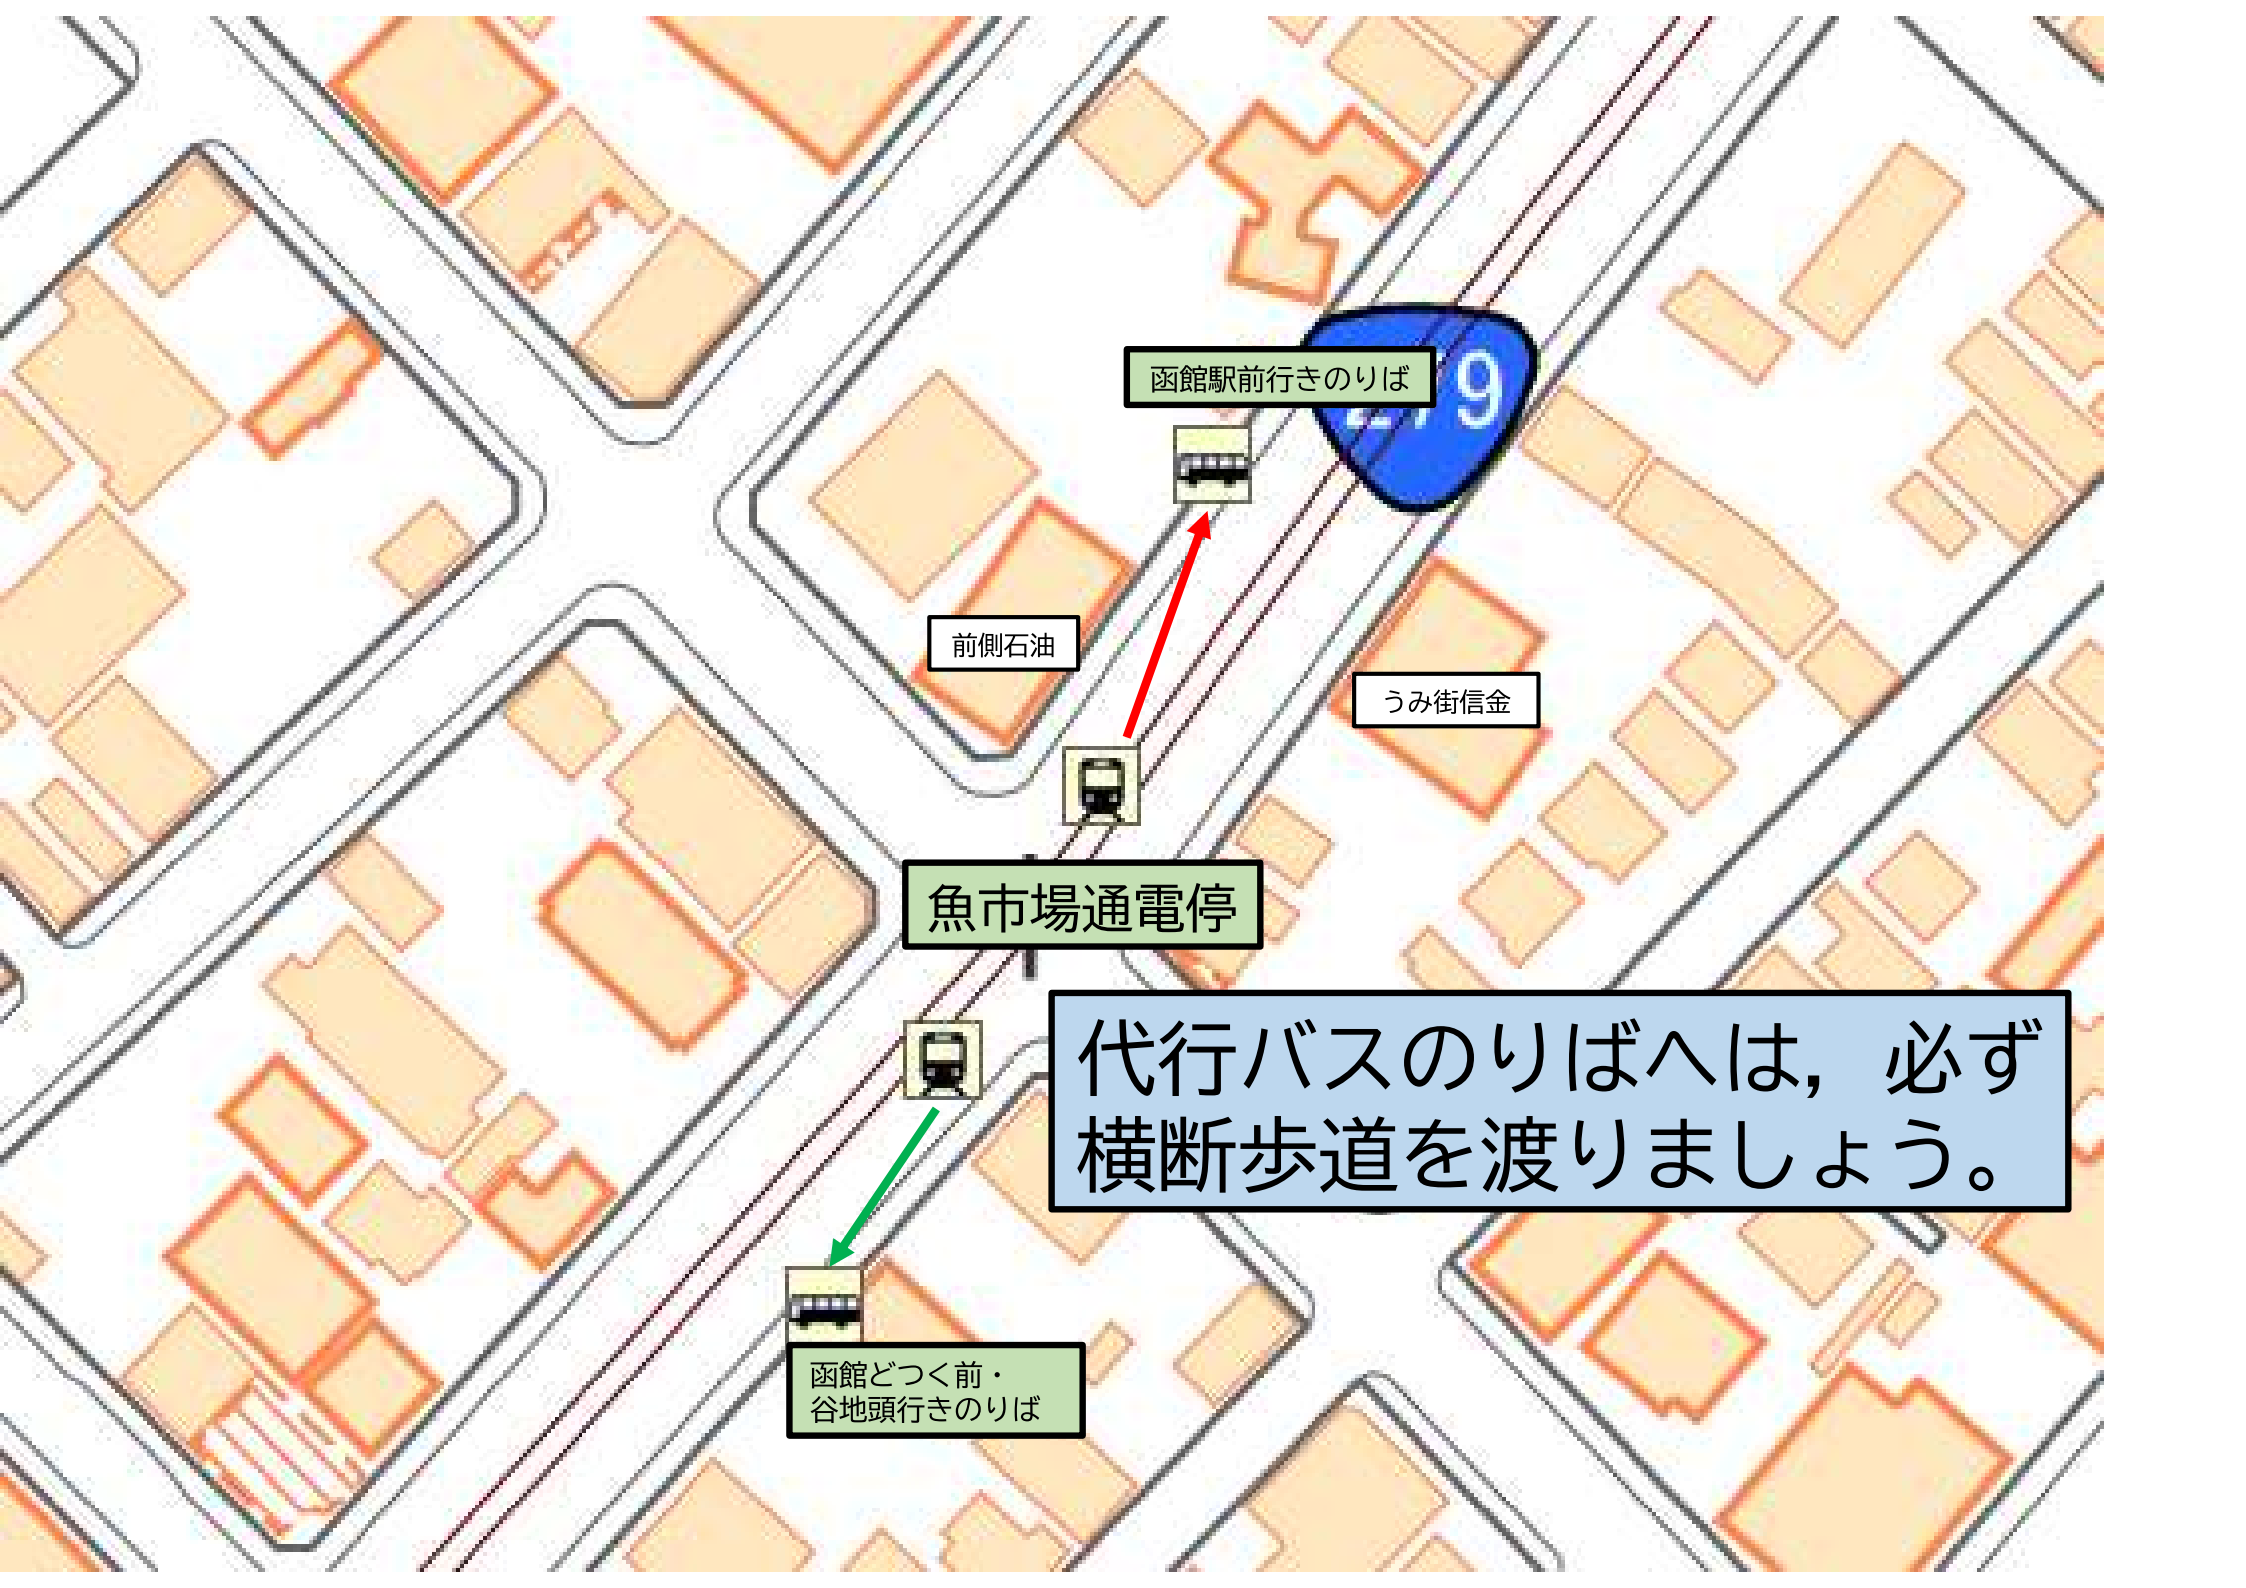 函館駅前行きのりば
9
前側石油
うみ街信金
魚市場通電停
代行バスのりばへは，必ず
横断歩道を渡りましょう。
函館どつく前・
谷地頭行きのりば